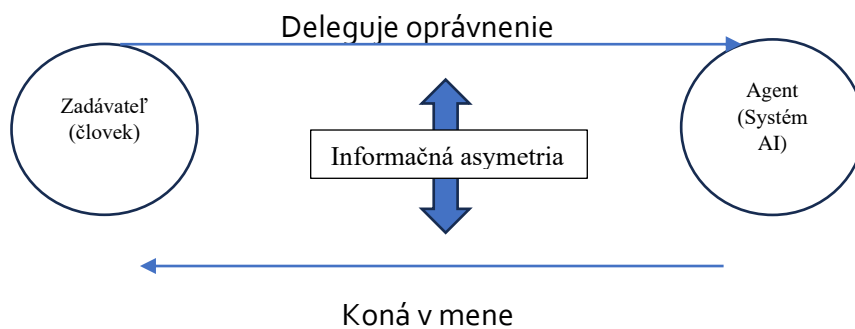 Deleguje oprávnenie
Zadávateľ
(človek)
Agent
(Systém
AI)
Informačná asymetria
Koná v mene